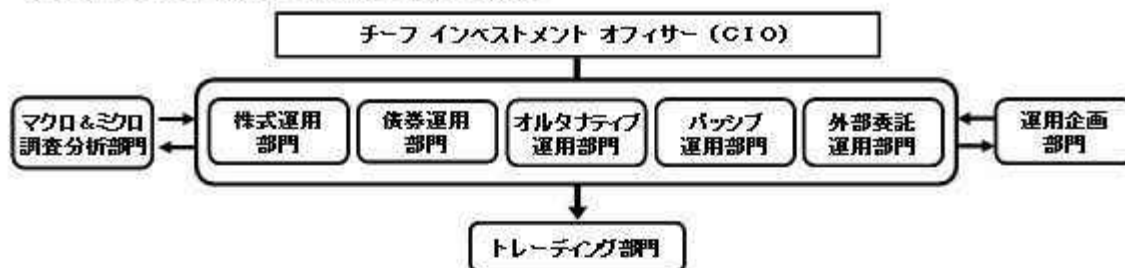 チーフ インベストメント オフィサー (CIO)
マクロ&ミクロ
調査分析部門
株式運用
部門
債券運用
部門
オルタナティブ
運用部門
パッシブ
運用部門
外部委託
運用部門
運用企画
部門
トレーディング部門